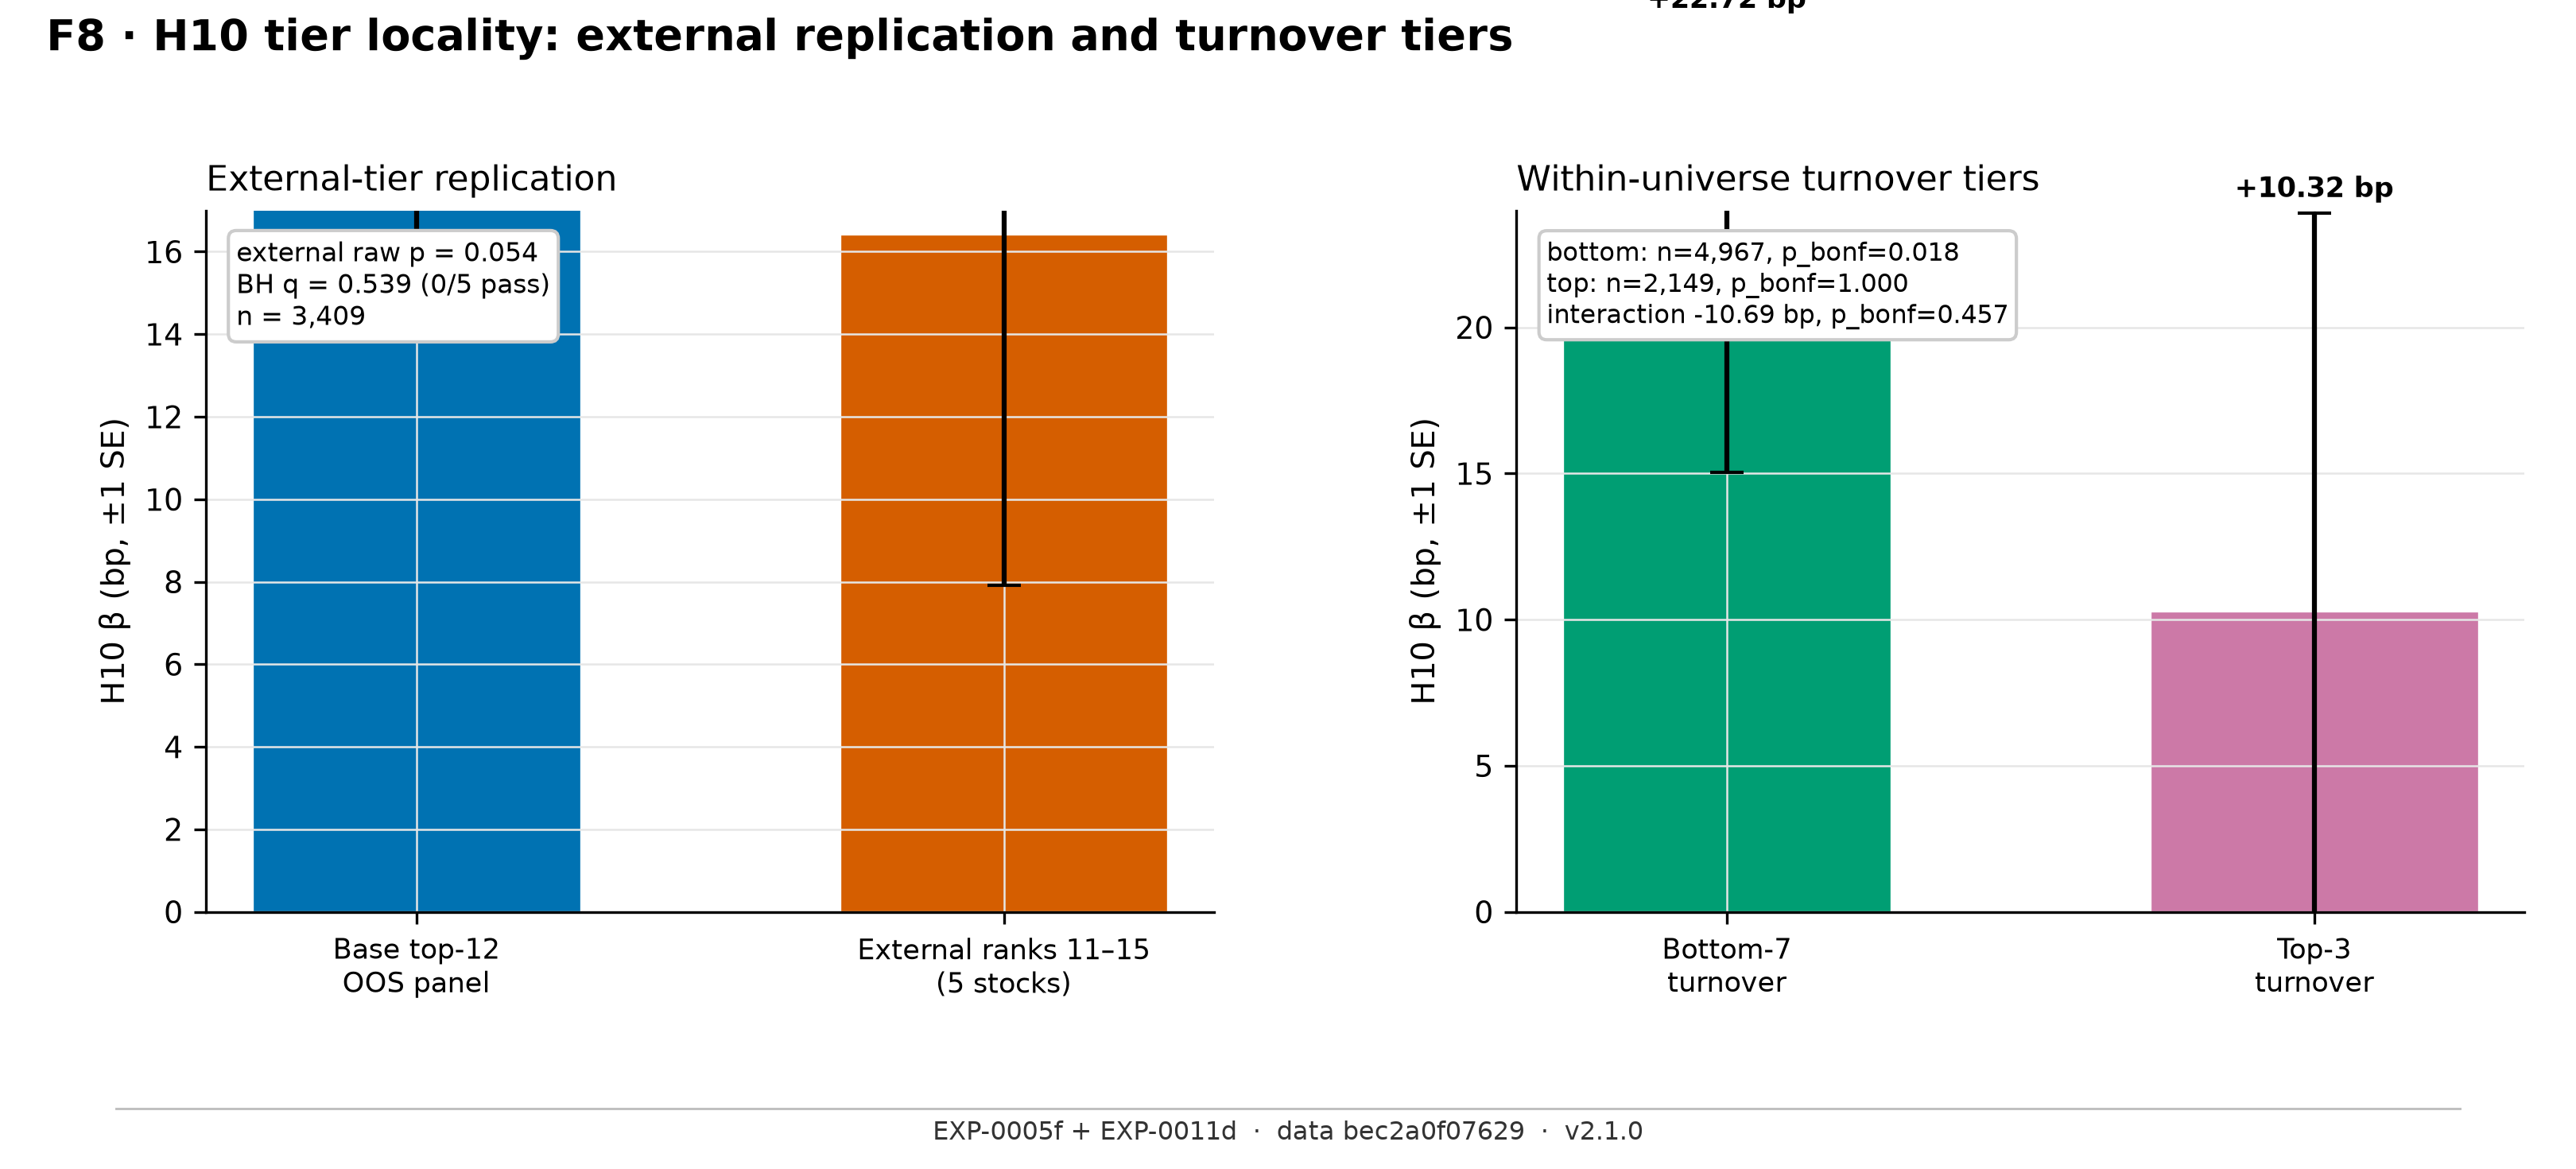 +22.72 bp
F8 · H10 tier locality: external replication and turnover tiers
External-tier replication
H10 β (bp, ±1 SE)
16
14
12
10
8
6
4
2
0
external raw p = 0.054
BH q = 0.539 (0/5 pass)
n = 3,409
Base top-12
OOS panel
External ranks 11–15
(5 stocks)
Within-universe turnover tiers
+10.32 bp
H10 β (bp, ±1 SE)
20
15
10
5
0
bottom: n=4,967, p_bonf=0.018
top: n=2,149, p_bonf=1.000
interaction -10.69 bp, p_bonf=0.457
Bottom-7
turnover
Top-3
turnover
EXP-0005f + EXP-0011d · data bec2a0f07629 · v2.1.0